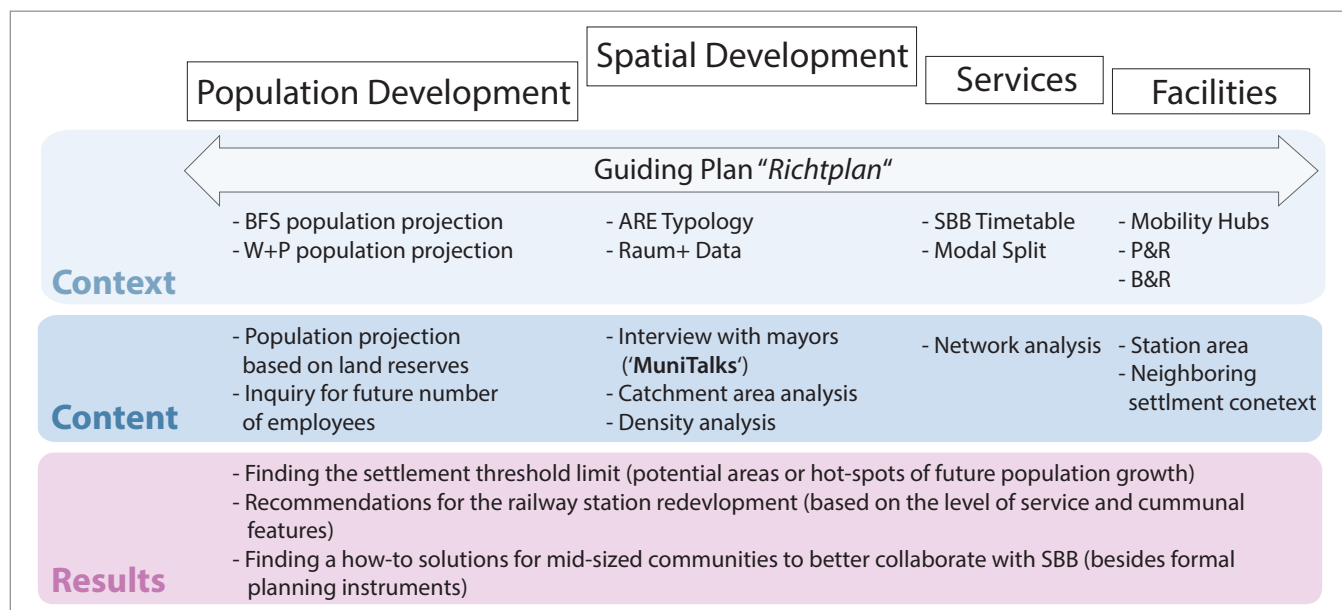 Population Development
Spatial Development
Services
Facilities
Guiding Plan “Richtplan“
- BFS population projection
- W+P population projection
- ARE Typology
- Raum+ Data
- SBB Timetable
- Modal Split
- Mobility Hubs
- P&R
- B&R
Context
- Population projection
based on land reserves
- Inquiry for future number
of employees
- Interview with mayors
(‘MuniTalks‘)
- Catchment area analysis
- Density analysis
- Network analysis
- Station area
- Neighboring
settlment conetext
Content
- Finding the settlement threshold limit (potential areas or hot-spots of future population growth)
- Recommendations for the railway station redevlopment (based on the level of service and cummunal
features)
- Finding a how-to solutions for mid-sized communities to better collaborate with SBB (besides formal
planning instruments)
Results